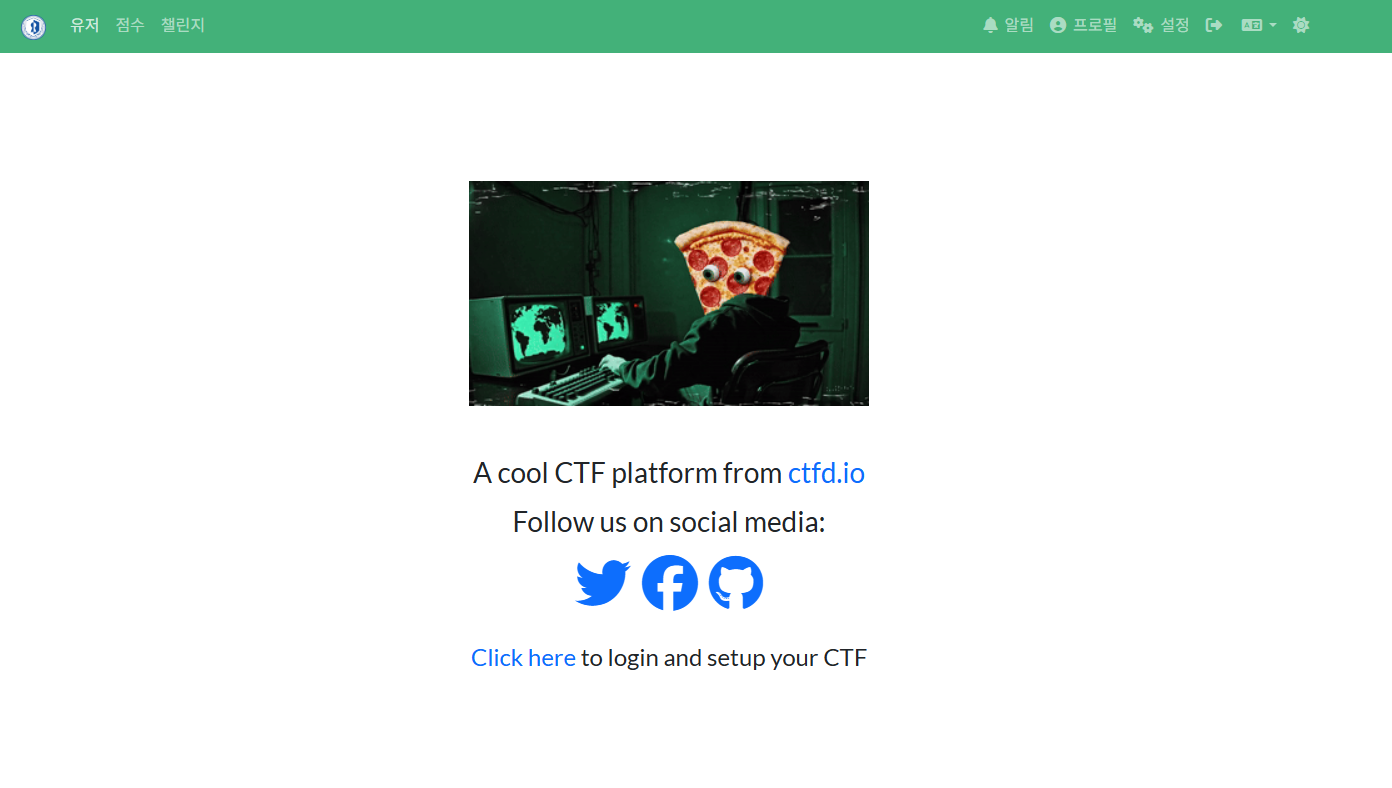 유저 점수 챌린지 알림 프로필 설정
A cool CTF platform from ctfd.io
Follow us on social media:
Click here to login and setup your CTF